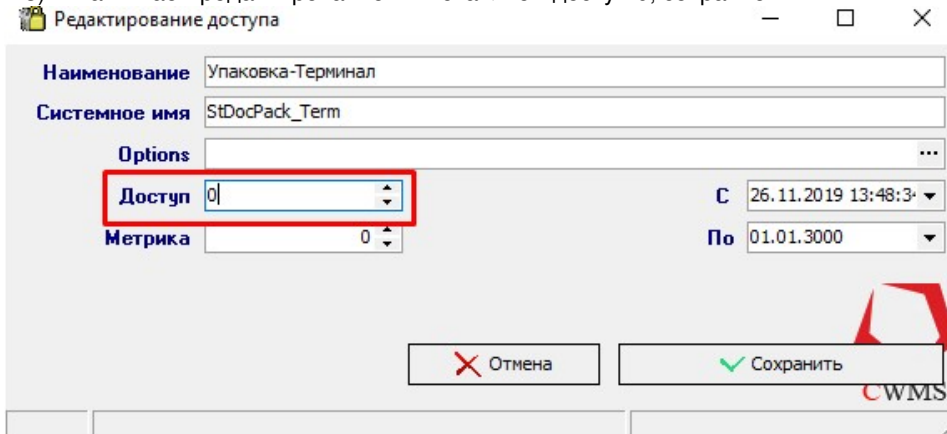 Редактирование доступа
Наименование Упаковка-Терминал
Системное имя StDocPack_Term
Options ...
Доступ 0 С 26.11.2019 13:48:3
Метрика 0 По 01.01.3000
Отмена Сохранить
CWMS